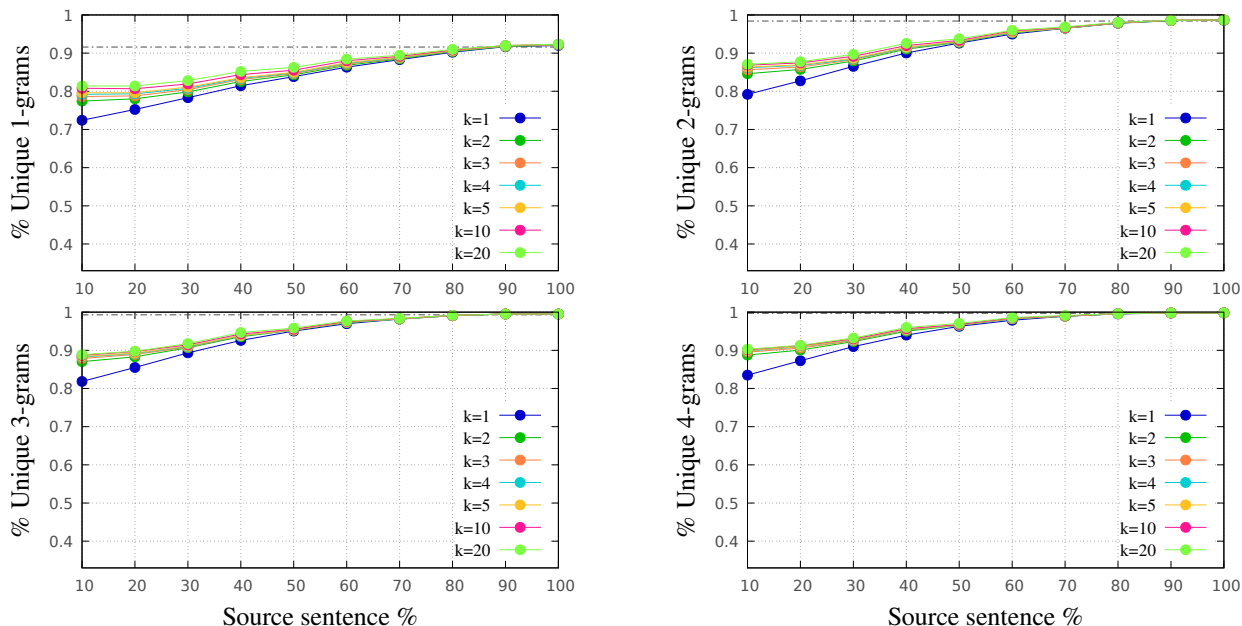 % Unique 1-grams
1
0.9
0.8
0.7
0.6
0.5
0.4
k=1
k=2
k=3
k=4
k=5
k=10
k=20
10 20 30 40 50 60 70 80 90 100
% Unique 2-grams
1
0.9
0.8
0.7
0.6
0.5
0.4
k=1
k=2
k=3
k=4
k=5
k=10
k=20
10 20 30 40 50 60 70 80 90 100
% Unique 3-grams
1
0.9
0.8
0.7
0.6
0.5
0.4
k=1
k=2
k=3
k=4
k=5
k=10
k=20
10 20 30 40 50 60 70 80 90 100
Source sentence %
% Unique 4-grams
1
0.9
0.8
0.7
0.6
0.5
0.4
k=1
k=2
k=3
k=4
k=5
k=10
k=20
10 20 30 40 50 60 70 80 90 100
Source sentence %